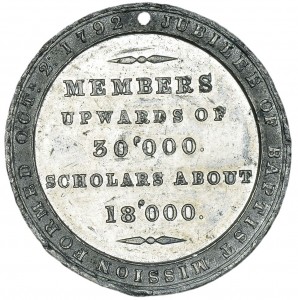 JUBILEE OF BAPTIST MISSION FORMED OCT: 2: 1792
MEMBERS
UPWARDS OF
30'000.
SCHOLARS ABOUT
18'000.